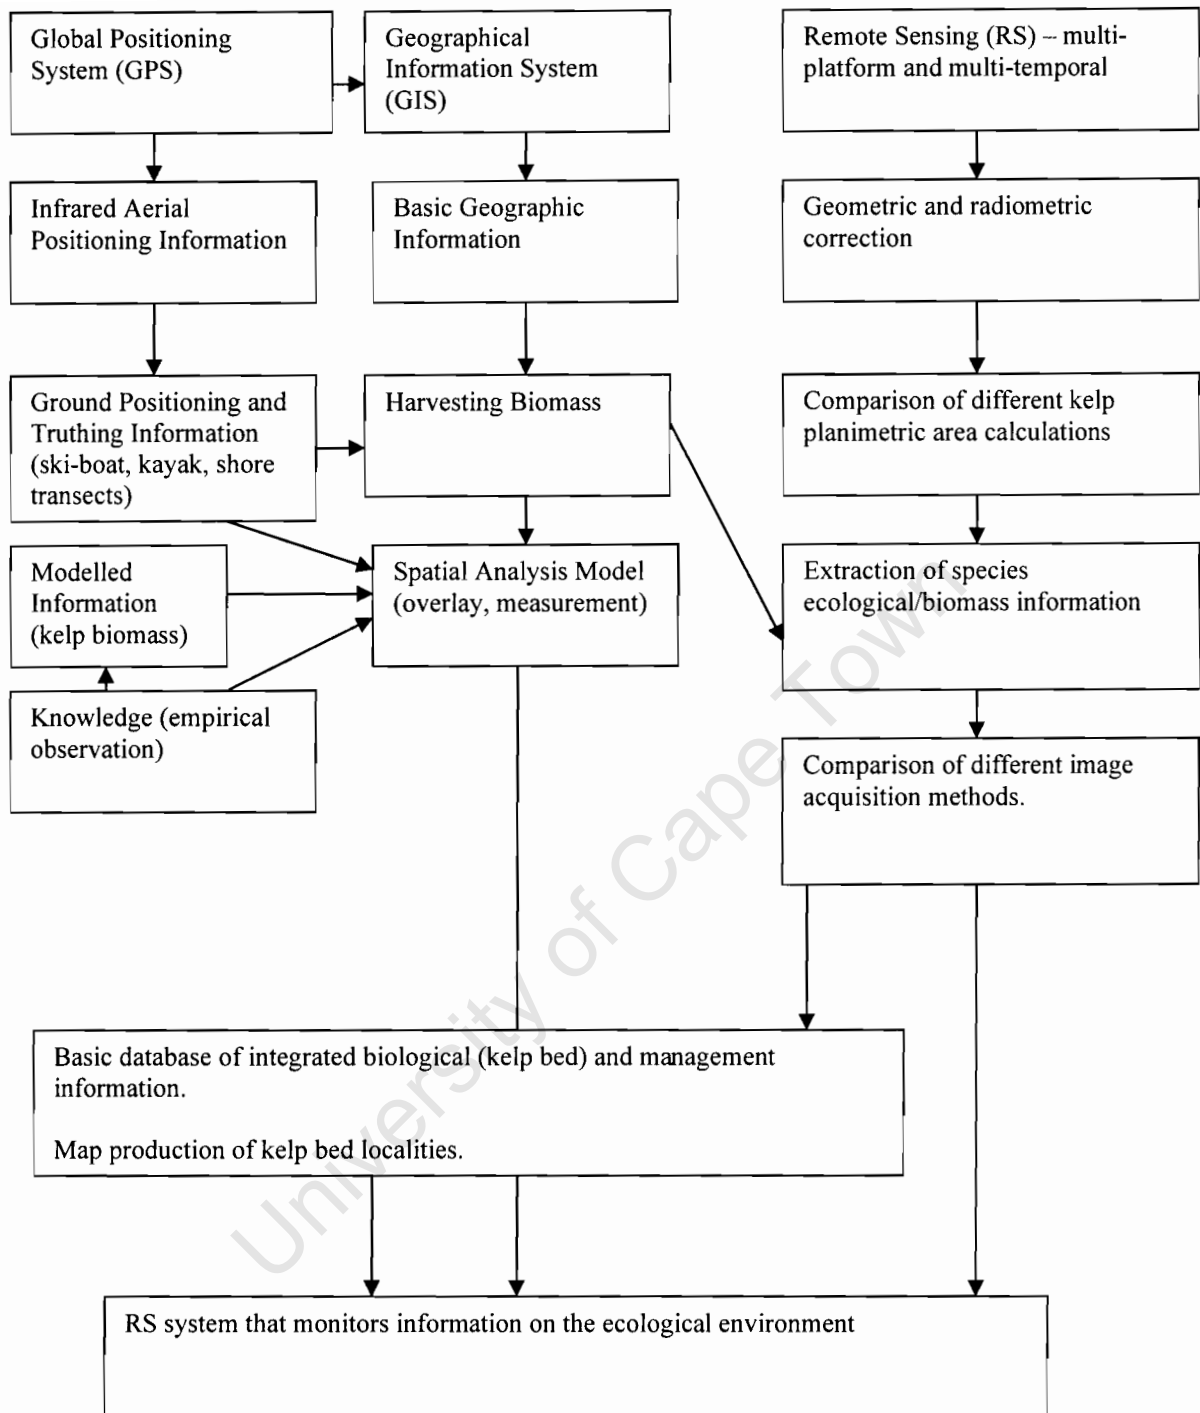 Global Positioning
System (GPS)
Geographical
Information System
(GIS)
Remote Sensing (RS) – multi-
platform and multi-temporal
Infrared Aerial
Positioning Information
Basic Geographic
Information
Geometric and radiometric
correction
Ground Positioning and
Truthing Information
(ski-boat, kayak, shore
transects)
Harvesting Biomass
Comparison of different kelp
planimetric area calculations
Modelled
Information
(kelp biomass)
Spatial Analysis Model
(overlay, measurement)
Extraction of species
ecological/biomass information
Knowledge (empirical
observation)
Comparison of different image
acquisition methods.
Basic database of integrated biological (kelp bed) and management
information.
Map production of kelp bed localities.
RS system that monitors information on the ecological environment
University of Cape Town